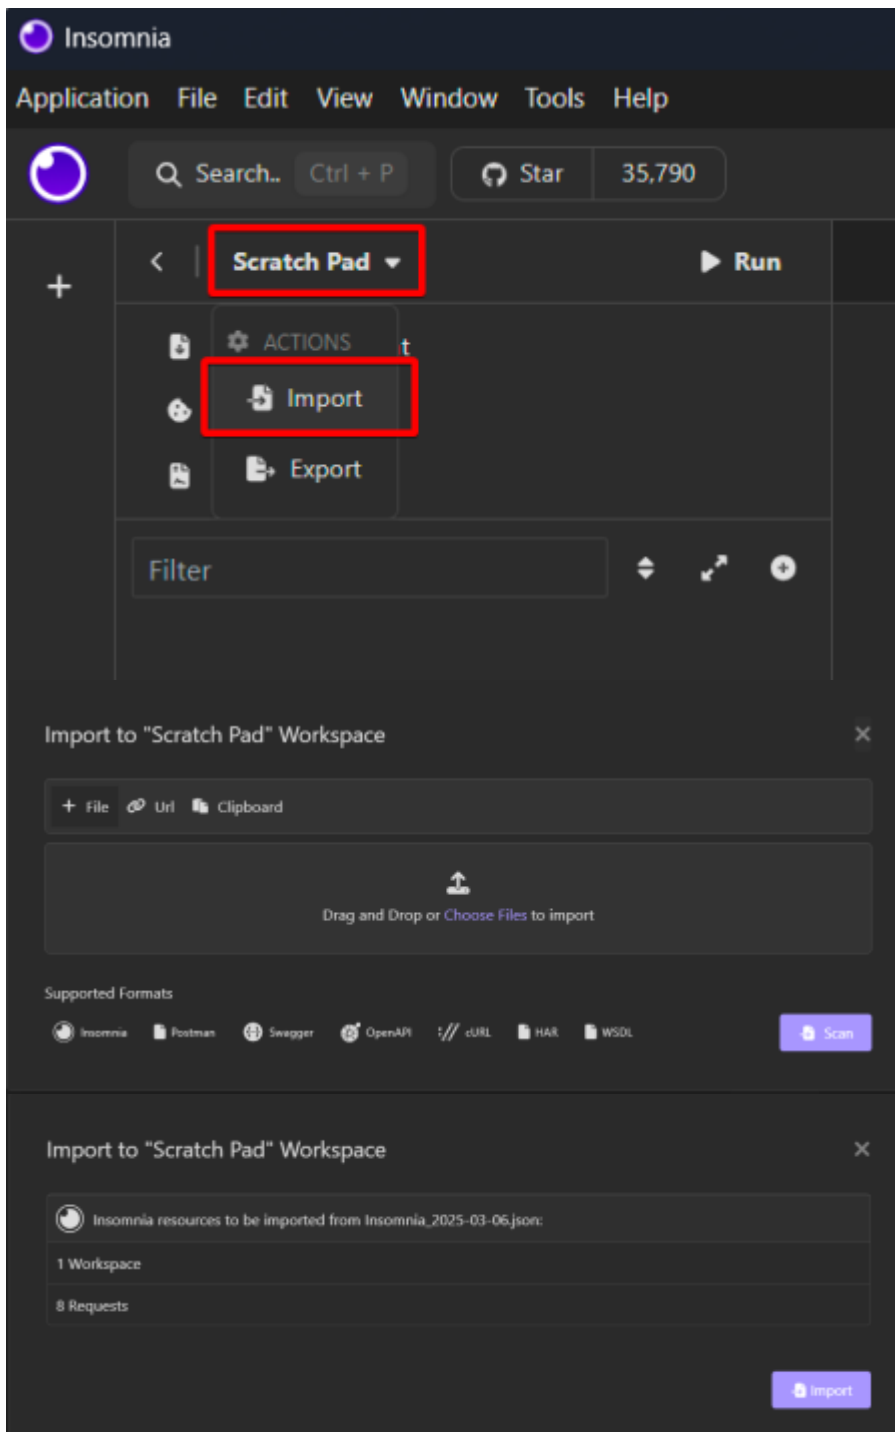 Insomnia
Application File Edit View Window Tools Help
Search.. Ctrl + P Star 35,790
Scratch Pad Run
ACTIONS t
Import
Export
Filter
Import to "Scratch Pad" Workspace
File Url Clipboard
Drag and Drop or Choose Files to import
Supported Formats
Insomnia Postman Swagger OpenAPI cURL HAR WSDL Scan
Import to "Scratch Pad" Workspace
Insomnia resources to be imported from Insomnia_2025-03-06.json:
1 Workspace
8 Requests
Import